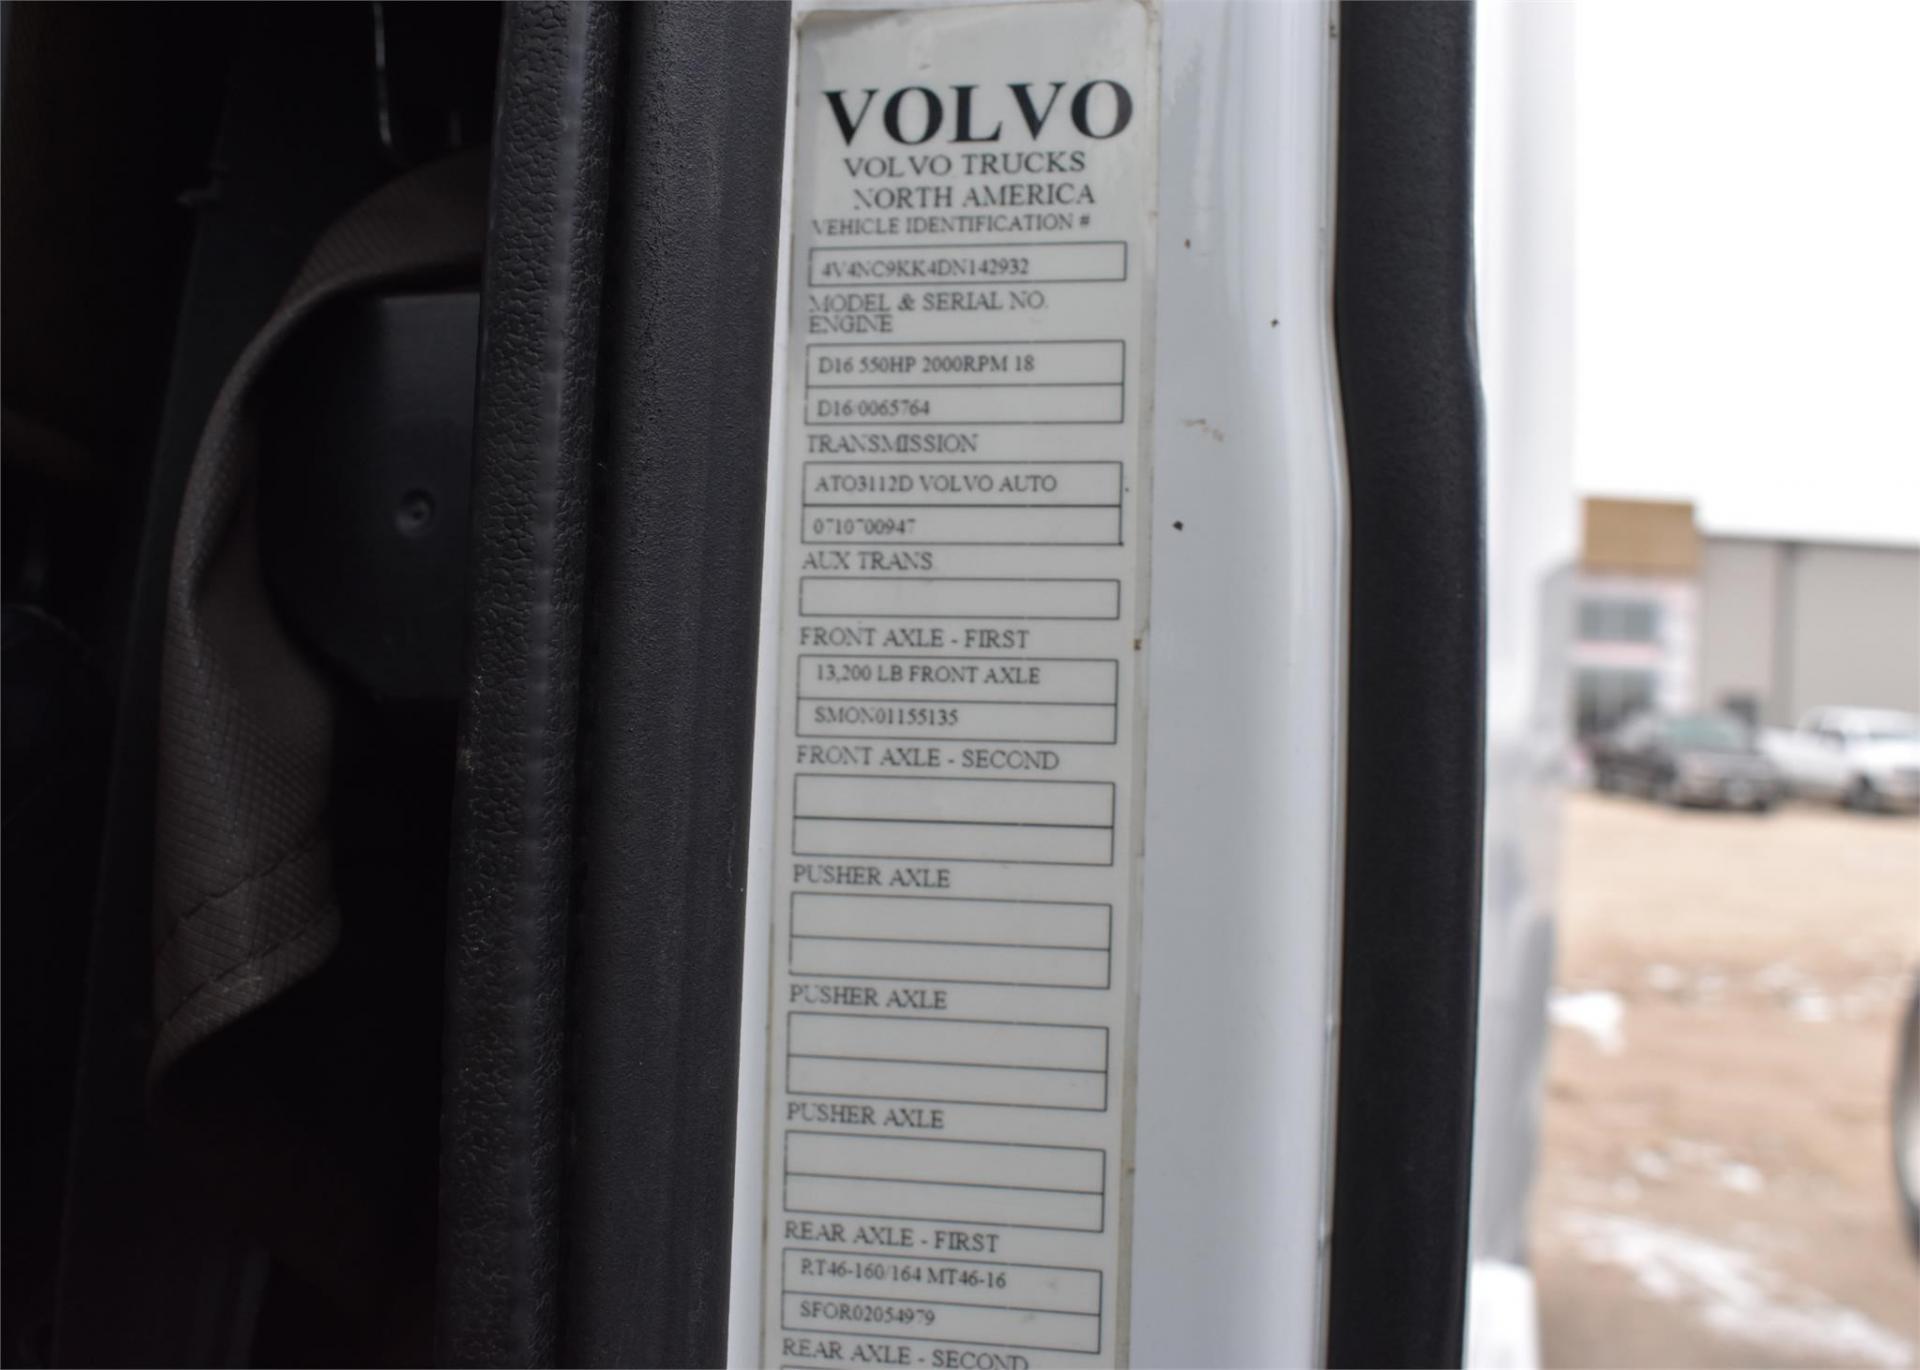 VOLVO
VOLVO TRUCKS
NORTH AMERICA
VEHICLE IDENTIFICATION #
4V4NC9KK4DN142932
MODEL & SERIAL NO.
ENGINE
D16 550HP 2000RPM 18
D16/0065764
TRANSMISSION
ATO3112D VOLVO AUTO
0710700947
AUX TRANS.
FRONT AXLE - FIRST
13,200 LB FRONT AXLE
SMON01155135
FRONT AXLE - SECOND
PUSHER AXLE
PUSHER AXLE
PUSHER AXLE
REAR AXLE - FIRST
RT46-160/164 MT46-16
SFOR02054979
REAR AXLE - SECOND